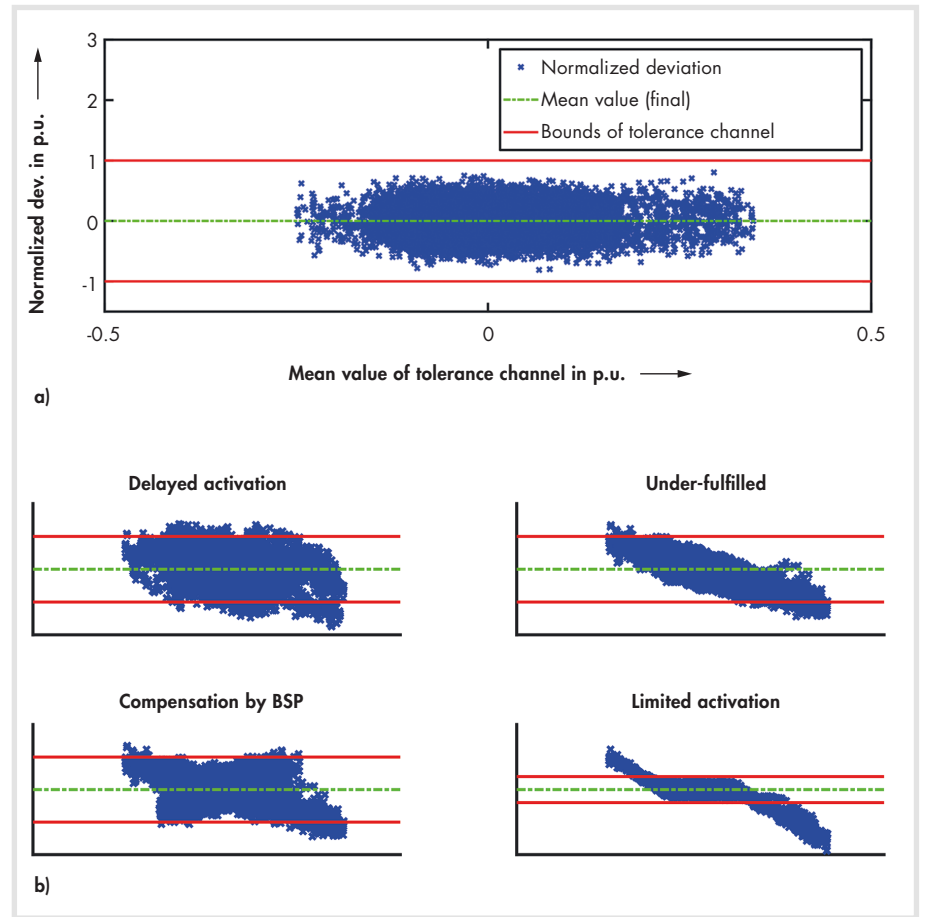 Normalized dev. in p.u.
3
2
1
0
-1
Normalized deviation
Mean value (final)
Bounds of tolerance channel
-0.5 0 0.5
Mean value of tolerance channel in p.u.
a)
Delayed activation
Under-fulfilled
Compensation by BSP
Limited activation
b)